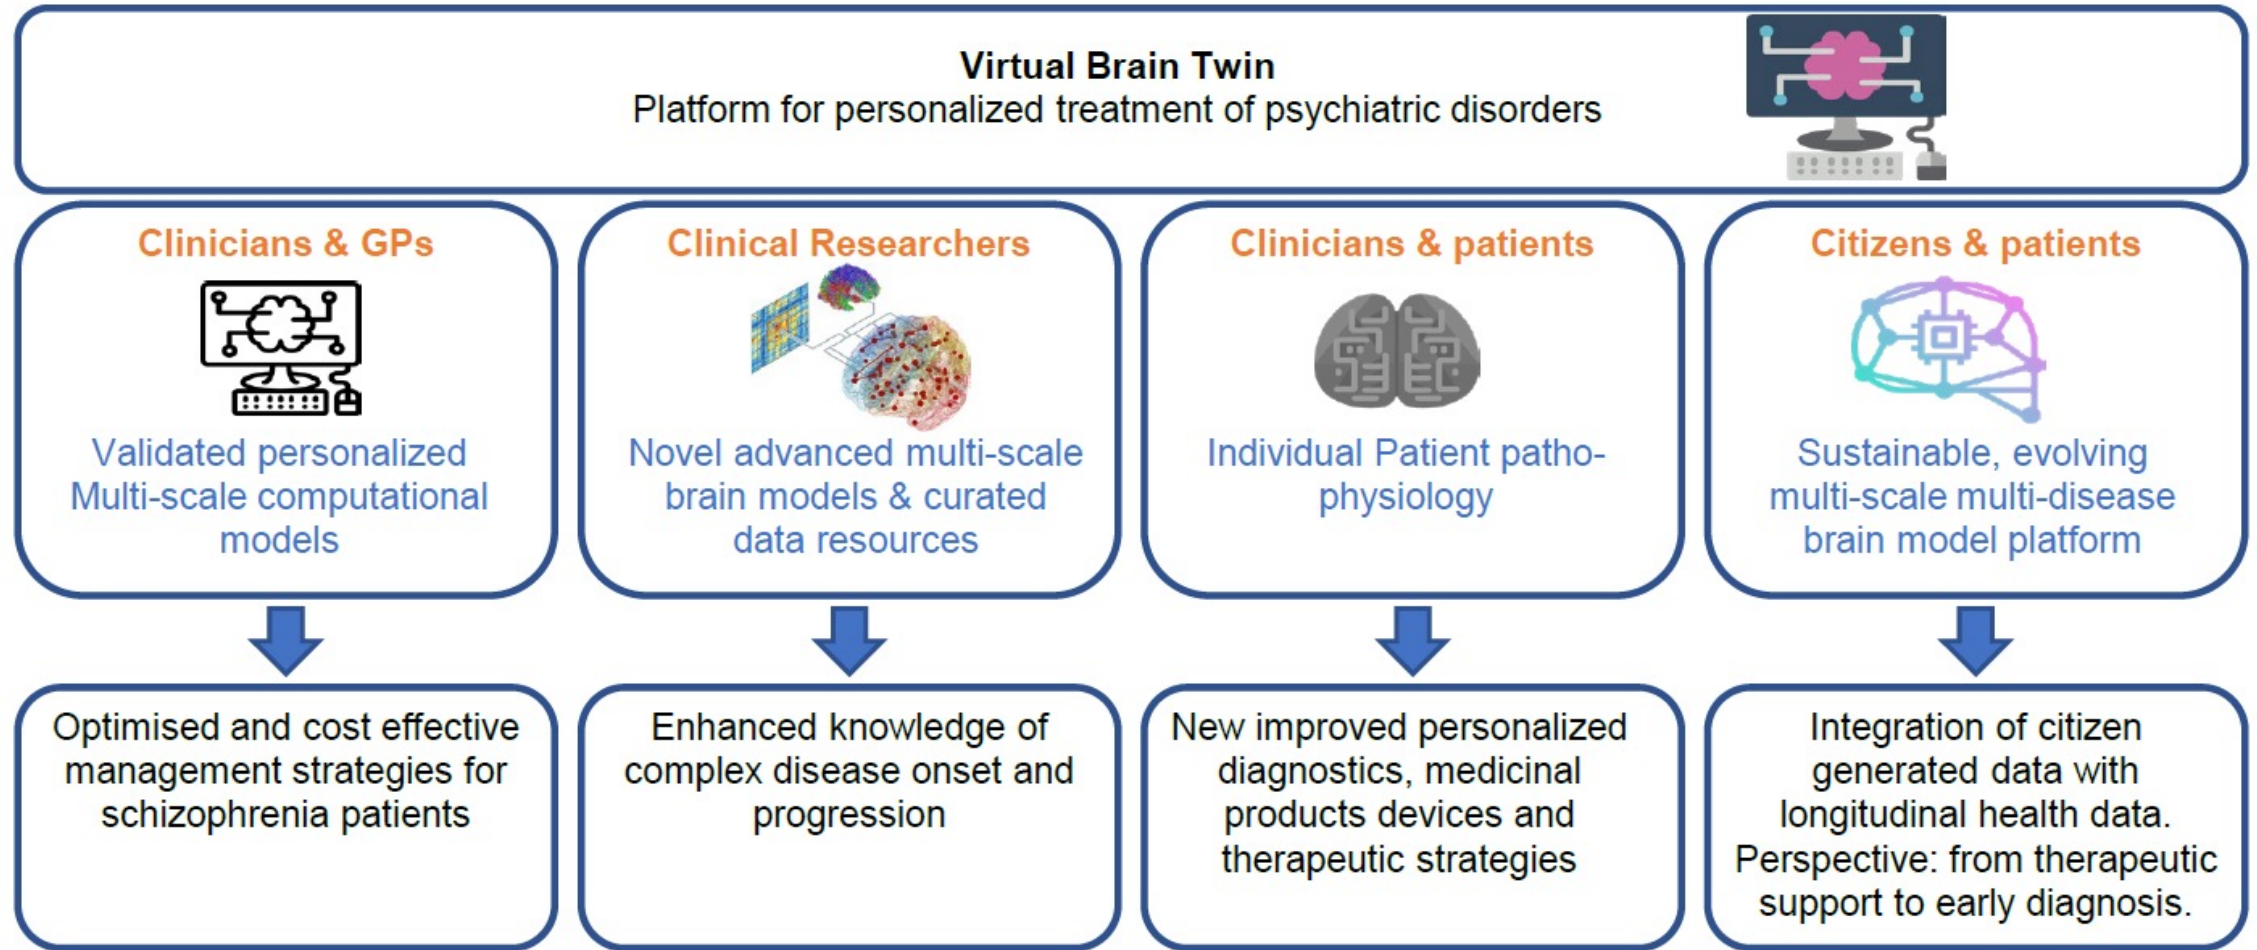 Virtual Brain Twin
Platform for personalized treatment of psychiatric disorders
Clinicians & GPs
Validated personalized
Multi-scale computational
models
Optimised and cost effective
management strategies for
schizophrenia patients
Clinical Researchers
Novel advanced multi-scale
brain models & curated
data resources
Enhanced knowledge of
complex disease onset and
progression
Clinicians & patients
Individual Patient patho-
physiology
New improved personalized
diagnostics, medicinal
products devices and
therapeutic strategies
Citizens & patients
Sustainable, evolving
multi-scale multi-disease
brain model platform
Integration of citizen
generated data with
longitudinal health data.
Perspective: from therapeutic
support to early diagnosis.